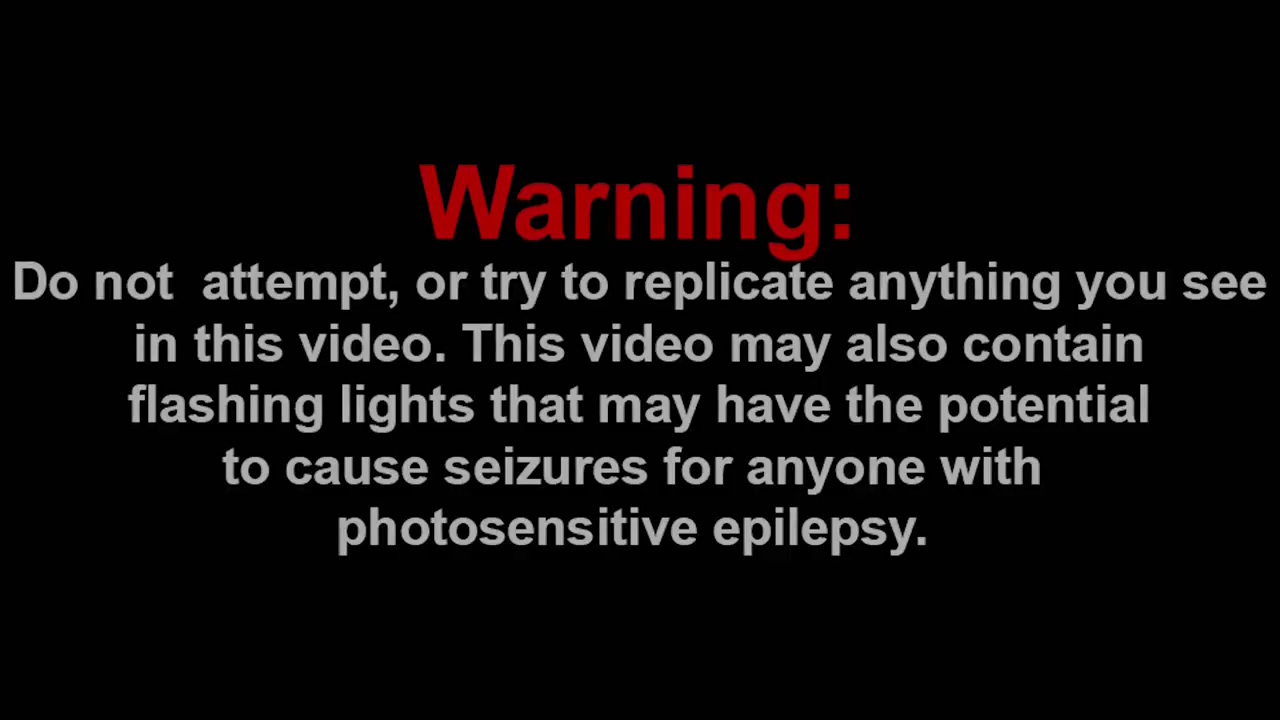 Warning:
Do not  attempt, or try to replicate anything you see
in this video. This video may also contain
flashing lights that may have the potential
to cause seizures for anyone with
photosensitive epilepsy.